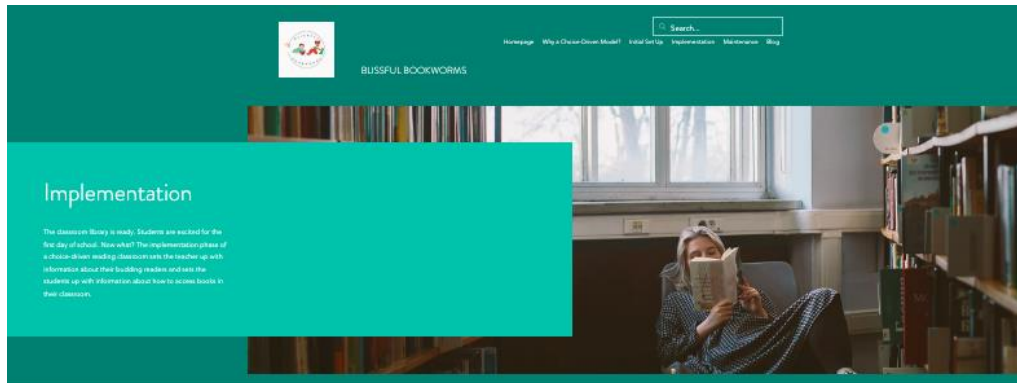 Search...
Homepage Why a Choice-Driven Model? Initial Set Up Implementation Maintenance Blog
BLISSFUL BOOKWORMS
Implementation
The classroom library is ready. Students are excited for the
first day of school. Now what? The implementation phase of
a choice-driven reading classroom sets the teacher up with
information about their budding readers and sets the
students up with information about how to access books in
their classroom.